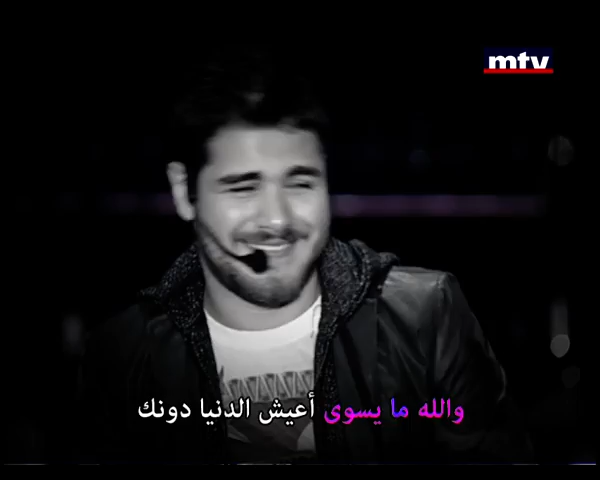 mtv
والله ما يسوى أعيش الدنيا دونك